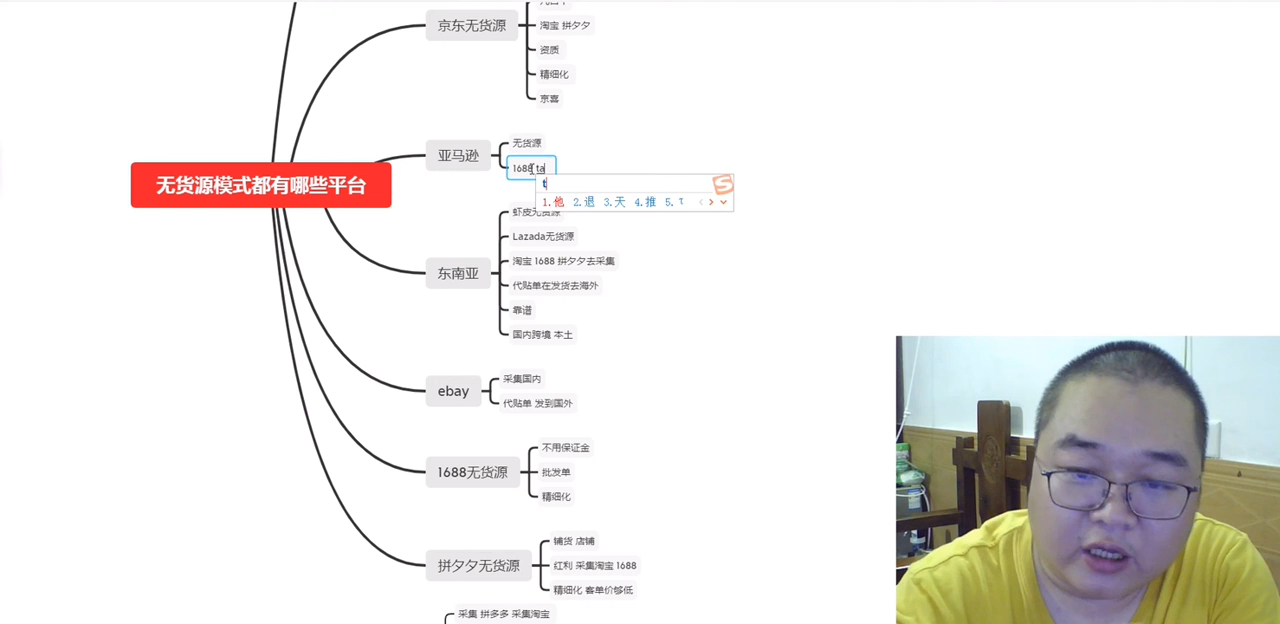 京东无货源
淘宝 拼夕夕
资质
精细化
京喜
无货源模式都有哪些平台
亚马逊
无货源
1688 ta
t
1.他 2.退 3.天 4.推 5.
虾皮无货源
Lazada无货源
东南亚
淘宝 1688 拼夕夕去采集
代贴单在发货去海外
靠谱
国内跨境 本土
ebay
采集国内
代贴单 发到国外
1688无货源
不用保证金
批发单
精细化
拼夕夕无货源
铺货 店铺
红利 采集淘宝 1688
精细化 客单价够低
采集 拼多多 采集淘宝